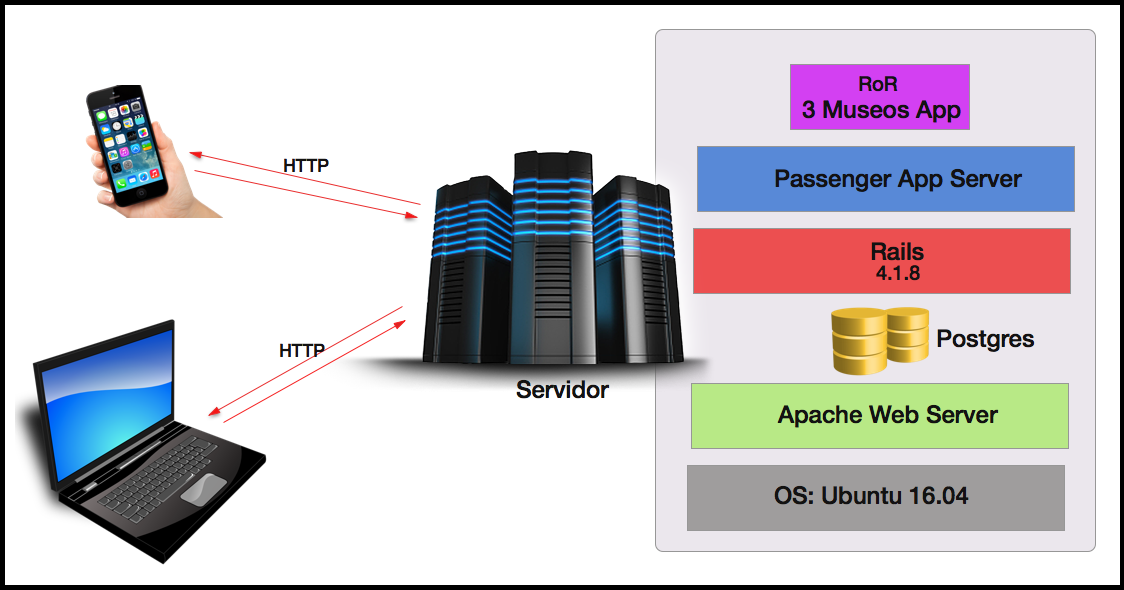 HTTP
HTTP
Servidor
RoR
3 Museos App
Passenger App Server
Rails
4.1.8
Postgres
Apache Web Server
OS: Ubuntu 16.04